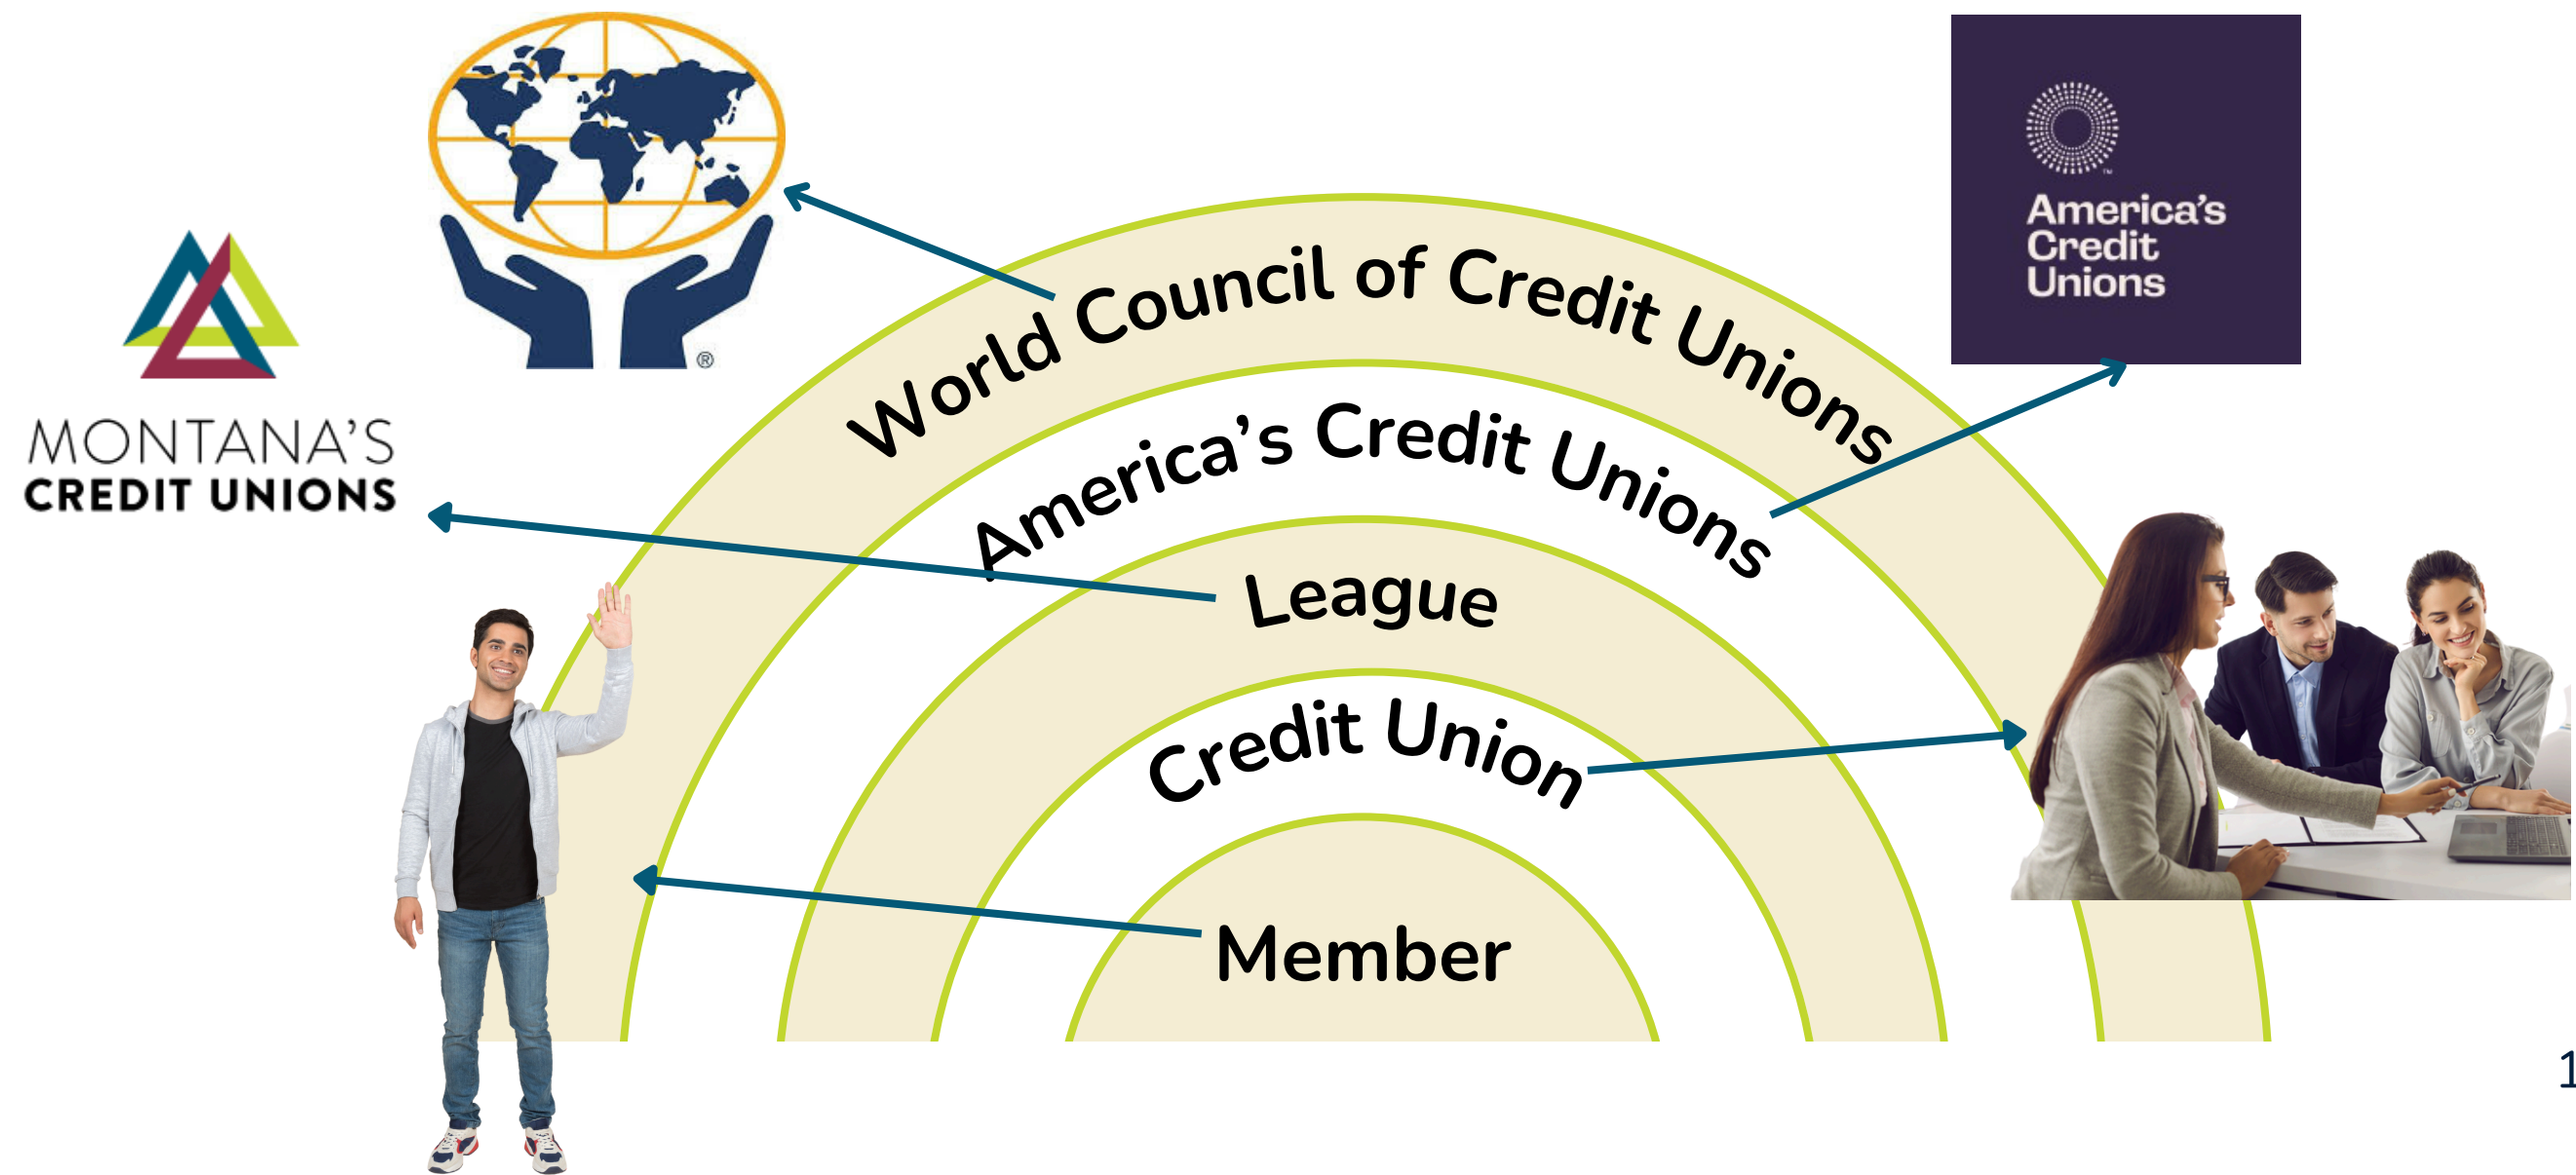 World Council of Credit Unions
America's Credit Unions
League
Credit Union
Member
MONTANA'S
CREDIT UNIONS
®
America's
Credit
Unions
™
1